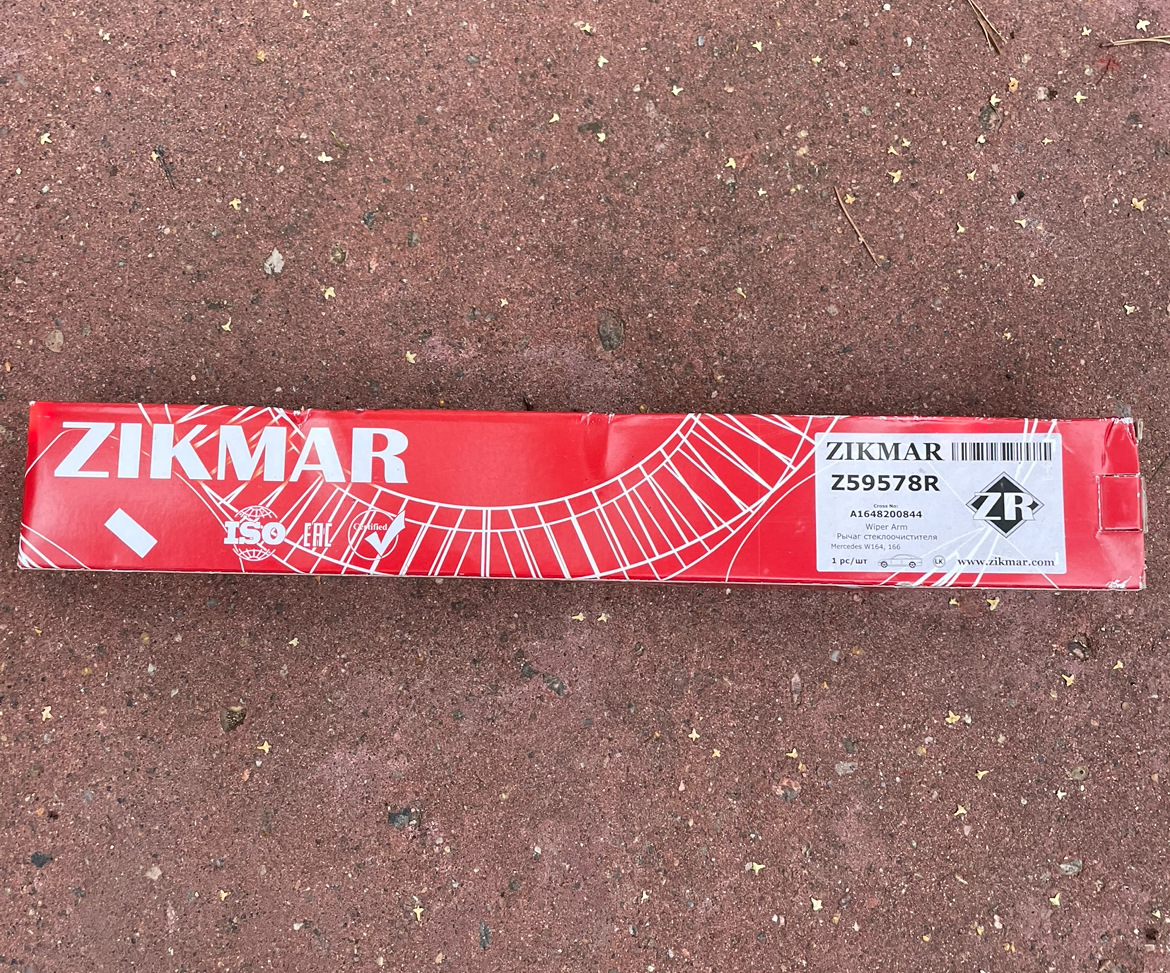 ZIKMAR
ISO
EAC
Certified
ZIKMAR
Z59578R
Cross No:
A1648200844
Wiper Arm
Рычаг стеклоочистителя
Mercedes W164, 166
1 pc/шт
LK
www.zikmar.com
ZR